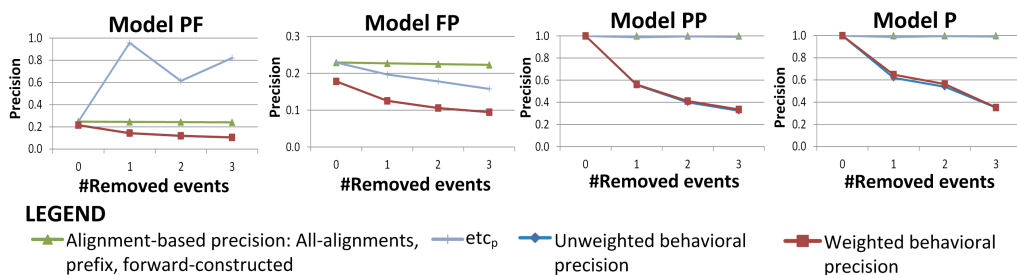 Model PF
1.0
0.8
0.6
0.4
0.2
0.0
Precision
0 1 2 3
#Removed events
Model FP
0.3
0.2
0.1
0.0
Precision
0 1 2 3
#Removed events
Model PP
1.0
0.8
0.6
0.4
0.2
0.0
Precision
0 1 2 3
#Removed events
Model P
1.0
0.8
0.6
0.4
0.2
0.0
Precision
0 1 2 3
#Removed events
LEGEND
Alignment-based precision: All-alignments,
prefix, forward-constructed
etcp
Unweighted behavioral
precision
Weighted behavioral
precision